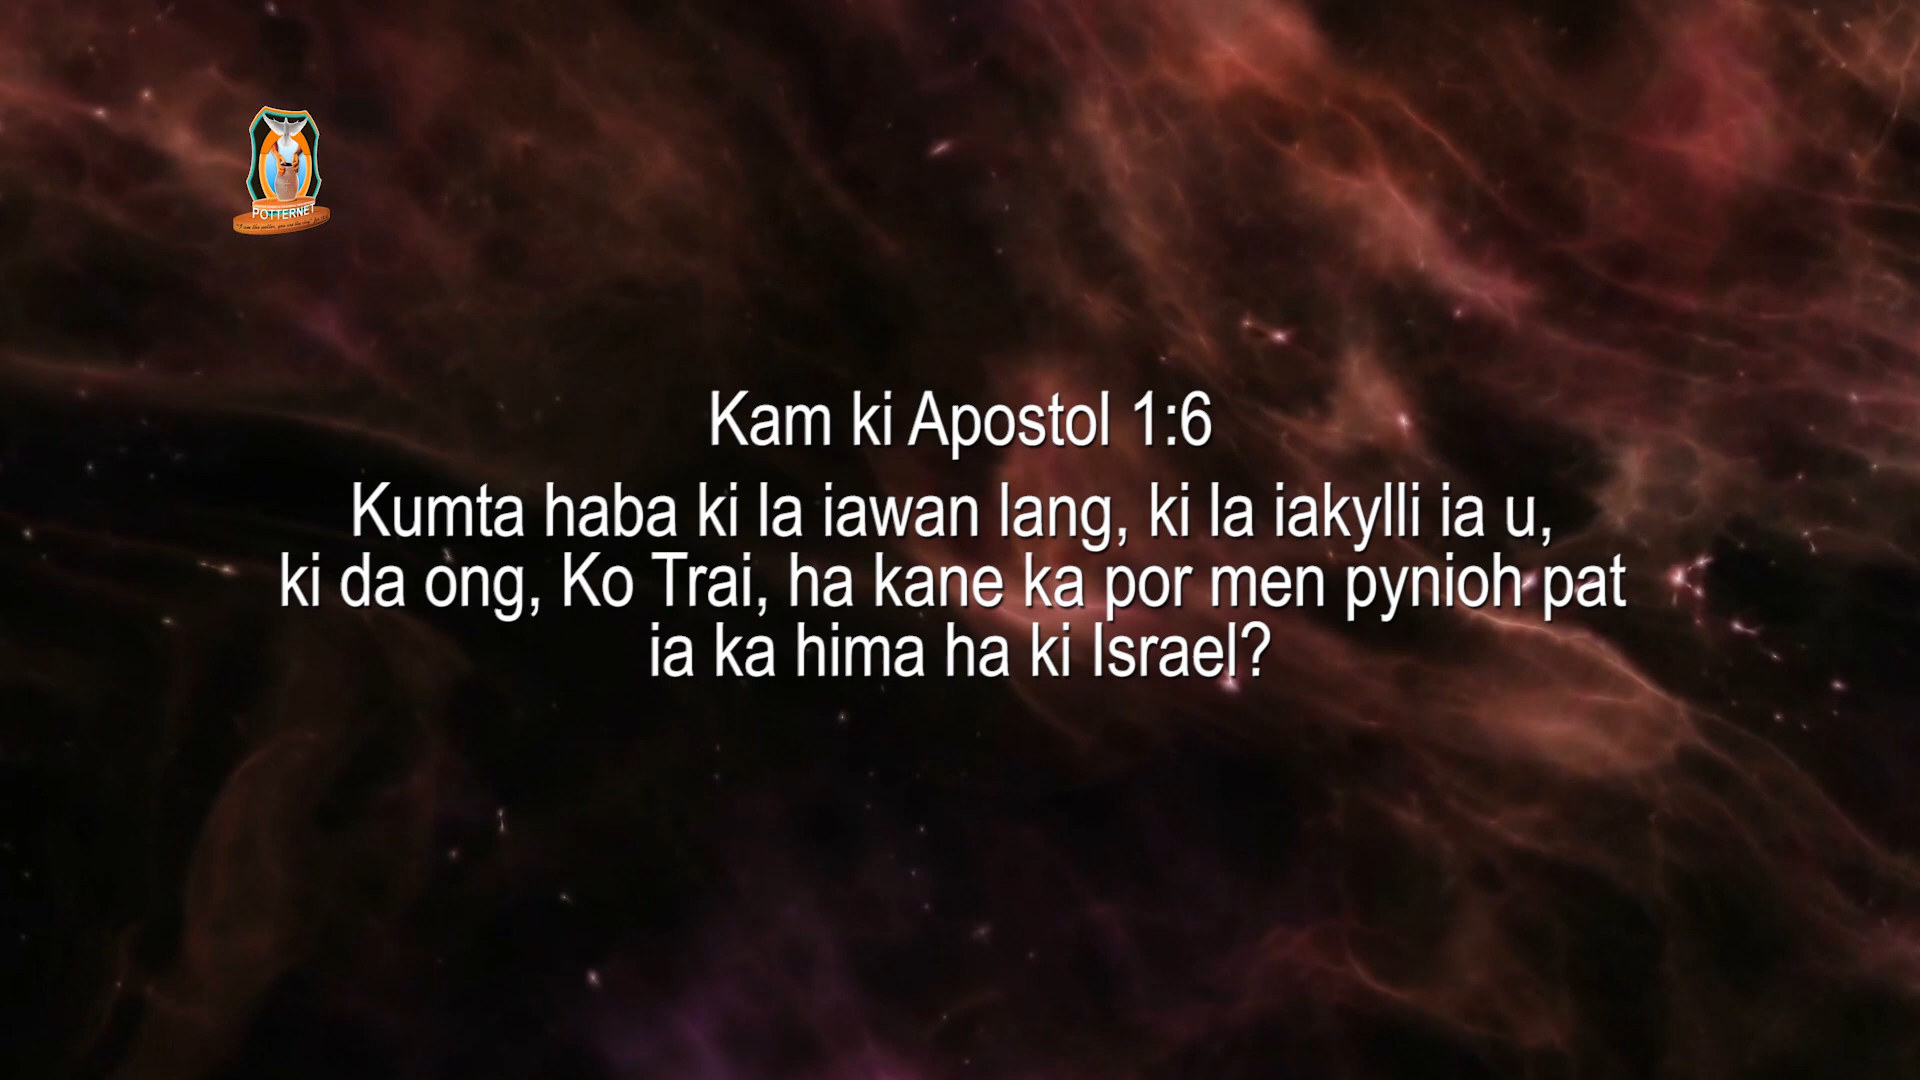 POTTERNET
Kam ki Apostol 1:6
Kumta haba ki la iawan lang, ki la iakylli ia u,
ki da ong, Ko Trai, ha kane ka por men pynioh pat
ia ka hima ha ki Israel?